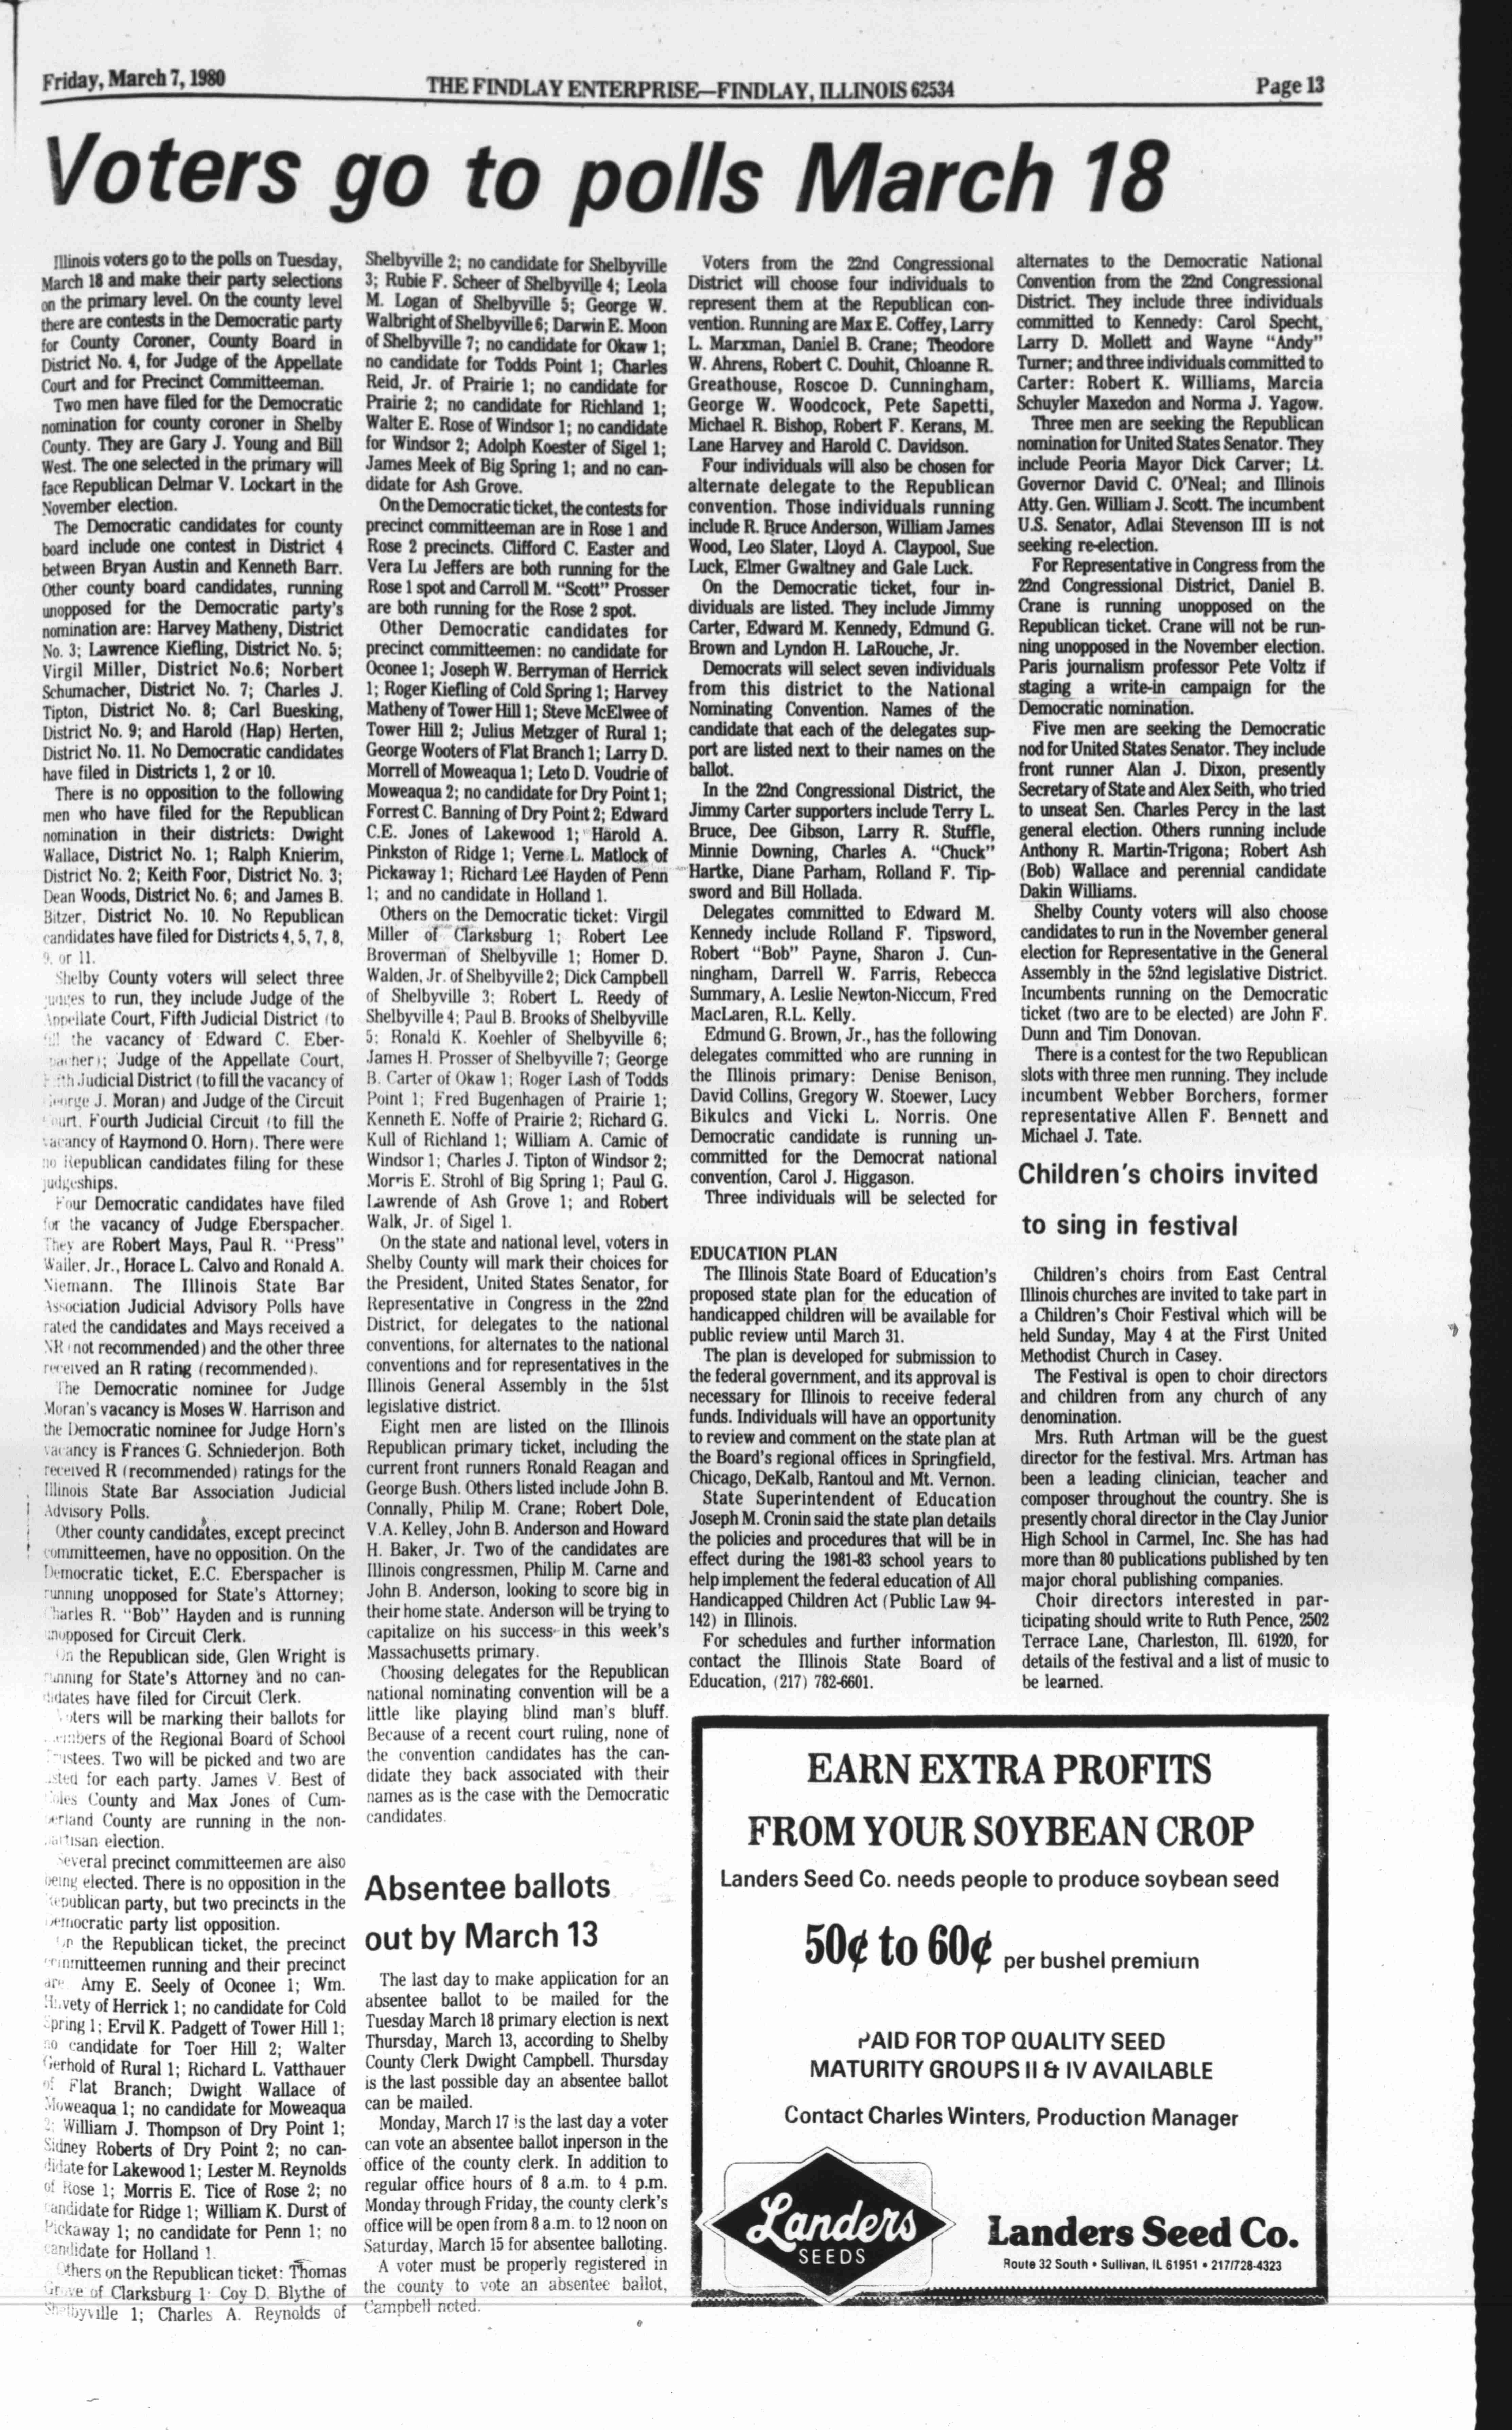 Friday, March 7, 1980
THE FINDLAY ENTERPRISE—FINDLAY, ILLINOIS 62534
Page 13
Voters go to polls March 18
Illinois voters go to the polls on Tuesday,
March 18 and make their party selections
on the primary level. On the county level
there are contests in the Democratic party
for County Coroner, County Board in
District No. 4, for Judge of the Appellate
Court and for Precinct Committeeman.
Two men have filed for the Democratic
nomination for county coroner in Shelby
County. They are Gary J. Young and Bill
West. The one selected in the primary will
face Republican Delmar V. Lockart in the
November election.
The Democratic candidates for county
board include one contest in District 4
between Bryan Austin and Kenneth Barr.
Other county board candidates, running
unopposed for the Democratic party's
nomination are: Harvey Matheny, District
No. 3; Lawrence Kiefling, District No. 5;
Virgil Miller, District No.6; Norbert
Schumacher, District No. 7; Charles J.
Tipton, District No. 8; Carl Buesking,
District No. 9; and Harold (Hap) Herten,
District No. 11. No Democratic candidates
have filed in Districts 1, 2 or 10.
There is no opposition to the following
men who have filed for the Republican
nomination in their districts: Dwight
Wallace, District No. 1; Ralph Knierim,
District No. 2; Keith Foor, District No. 3;
Dean Woods, District No. 6; and James B.
Bitzer, District No. 10. No Republican
candidates have filed for Districts 4, 5, 7, 8,
9, or 11.
Shelby County voters will select three
judges to run, they include Judge of the
Appellate Court, Fifth Judicial District (to
fill the vacancy of Edward C. Eber-
pacher); Judge of the Appellate Court,
Fifth Judicial District (to fill the vacancy of
George J. Moran) and Judge of the Circuit
Court, Fourth Judicial Circuit (to fill the
vacancy of Raymond O. Horn). There were
no Republican candidates filing for these
judgeships.
Four Democratic candidates have filed
for the vacancy of Judge Eberspacher.
They are Robert Mays, Paul R. "Press"
Waller, Jr., Horace L. Calvo and Ronald A.
Niemann. The Illinois State Bar
Association Judicial Advisory Polls have
rated the candidates and Mays received a
NR (not recommended) and the other three
received an R rating (recommended).
The Democratic nominee for Judge
Moran's vacancy is Moses W. Harrison and
the Democratic nominee for Judge Horn's
vacancy is Frances G. Schniederjon. Both
received R (recommended) ratings for the
Illinois State Bar Association Judicial
Advisory Polls.
Other county candidates, except precinct
committeemen, have no opposition. On the
Democratic ticket, E.C. Eberspacher is
running unopposed for State's Attorney;
Charles R. "Bob" Hayden and is running
unopposed for Circuit Clerk.
On the Republican side, Glen Wright is
running for State's Attorney and no can-
didates have filed for Circuit Clerk.
Voters will be marking their ballots for
members of the Regional Board of School
Trustees. Two will be picked and two are
listed for each party. James V. Best of
Coles County and Max Jones of Cum-
berland County are running in the non-
partisan election.
Several precinct committeemen are also
being elected. There is no opposition in the
Republican party, but two precincts in the
Democratic party list opposition.
On the Republican ticket, the precinct
committeemen running and their precinct
are: Amy E. Seely of Oconee 1; Wm.
of Herrick 1; no candidate for Cold
Spring 1; Ervil K. Padgett of Tower Hill 1;
no candidate for Toer Hill 2; Walter
Gerhold of Rural 1; Richard L. Vatthauer
of Flat Branch; Dwight Wallace of
Moweaqua 1; no candidate for Moweaqua
2; William J. Thompson of Dry Point 1;
Sidney Roberts of Dry Point 2; no can-
didate for Lakewood 1; Lester M. Reynolds
of Rose 1; Morris E. Tice of Rose 2; no
candidate for Ridge 1; William K. Durst of
Pickaway 1; no candidate for Penn 1; no
candidate for Holland 1.
Others on the Republican ticket: Thomas
of Clarksburg 1; Coy D. Blythe of
Shelbyville 1; Charles A. Reynolds of
Shelbyville 2; no candidate for Shelbyville
3; Rubie F. Scheer of Shelbyville 4; Leola
M. Logan of Shelbyville 5; George W.
Walbright of Shelbyville 6; Darwin E. Moon
of Shelbyville 7; no candidate for Okaw 1;
no candidate for Todds Point 1; Charles
Reid, Jr. of Prairie 1; no candidate for
Prairie 2; no candidate for Richland 1;
Walter E. Rose of Windsor 1; no candidate
for Windsor 2; Adolph Koester of Sigel 1;
James Meek of Big Spring 1; and no can-
didate for Ash Grove.
On the Democratic ticket, the contests for
precinct committeeman are in Rose 1 and
Rose 2 precincts. Clifford C. Easter and
Vera Lu Jeffers are both running for the
Rose 1 spot and Carroll M. "Scott" Prosser
are both running for the Rose 2 spot.
Other Democratic candidates for
precinct committeemen: no candidate for
Oconee 1; Joseph W. Berryman of Herrick
1; Roger Kiefling of Cold Spring 1; Harvey
Matheny of Tower Hill 1; Steve McElwee of
Tower Hill 2; Julius Metzger of Rural 1;
George Wooters of Flat Branch 1; Larry D.
Morrell of Moweaqua 1; Leto D. Voudrie of
Moweaqua 2; no candidate for Dry Point 1;
Forrest C. Banning of Dry Point 2; Edward
C.E. Jones of Lakewood 1; Harold A.
Pinkston of Ridge 1; Verne L. Matlock of
Pickaway 1; Richard Lee Hayden of Penn
1; and no candidate in Holland 1.
Others on the Democratic ticket: Virgil
Miller of Clarksburg 1; Robert Lee
Broverman of Shelbyville 1; Homer D.
Walden, Jr. of Shelbyville 2; Dick Campbell
of Shelbyville 3; Robert L. Reedy of
Shelbyville 4; Paul B. Brooks of Shelbyville
5; Ronald K. Koehler of Shelbyville 6;
James H. Prosser of Shelbyville 7; George
B. Carter of Okaw 1; Roger Lash of Todds
Point 1; Fred Bugenhagen of Prairie 1;
Kenneth E. Noffe of Prairie 2; Richard G.
Kull of Richland 1; William A. Camic of
Windsor 1; Charles J. Tipton of Windsor 2;
Morris E. Strohl of Big Spring 1; Paul G.
Lawrende of Ash Grove 1; and Robert
Walk, Jr. of Sigel 1.
On the state and national level, voters in
Shelby County will mark their choices for
the President, United States Senator, for
Representative in Congress in the 22nd
District, for delegates to the national
conventions, for alternates to the national
conventions and for representatives in the
Illinois General Assembly in the 51st
legislative district.
Eight men are listed on the Illinois
Republican primary ticket, including the
current front runners Ronald Reagan and
George Bush. Others listed include John B.
Connally, Philip M. Crane; Robert Dole,
V.A. Kelley, John B. Anderson and Howard
H. Baker, Jr. Two of the candidates are
Illinois congressmen, Philip M. Carne and
John B. Anderson, looking to score big in
their home state. Anderson will be trying to
capitalize on his success in this week's
Massachusetts primary.
Choosing delegates for the Republican
national nominating convention will be a
little like playing blind man's bluff.
Because of a recent court ruling, none of
the convention candidates has the can-
didate they back associated with their
names as is the case with the Democratic
candidates.
Absentee ballots
out by March 13
The last day to make application for an
absentee ballot to be mailed for the
Tuesday March 18 primary election is next
Thursday, March 13, according to Shelby
County Clerk Dwight Campbell. Thursday
is the last possible day an absentee ballot
can be mailed.
Monday, March 17 is the last day a voter
can vote an absentee ballot inperson in the
office of the county clerk. In addition to
regular office hours of 8 a.m. to 4 p.m.
Monday through Friday, the county clerk's
office will be open from 8 a.m. to 12 noon on
Saturday, March 15 for absentee balloting.
A voter must be properly registered in
the county to vote an absentee ballot,
Campbell noted.
Voters from the 22nd Congressional
District will choose four individuals to
represent them at the Republican con-
vention. Running are Max E. Coffey, Larry
L. Marxman, Daniel B. Crane; Theodore
W. Ahrens, Robert C. Douhit, Chloanne R.
Greathouse, Roscoe D. Cunningham,
George W. Woodcock, Pete Sapetti,
Michael R. Bishop, Robert F. Kerans, M.
Lane Harvey and Harold C. Davidson.
Four individuals will also be chosen for
alternate delegate to the Republican
convention. Those individuals running
include R. Bruce Anderson, William James
Wood, Leo Slater, Lloyd A. Claypool, Sue
Luck, Elmer Gwaltney and Gale Luck.
On the Democratic ticket, four in-
dividuals are listed. They include Jimmy
Carter, Edward M. Kennedy, Edmund G.
Brown and Lyndon H. LaRouche, Jr.
Democrats will select seven individuals
from this district to the National
Nominating Convention. Names of the
candidate that each of the delegates sup-
port are listed next to their names on the
ballot.
In the 22nd Congressional District, the
Jimmy Carter supporters include Terry L.
Bruce, Dee Gibson, Larry R. Stuffle,
Minnie Downing, Charles A. "Chuck"
Hartke, Diane Parham, Rolland F. Tip-
sword and Bill Hollada.
Delegates committed to Edward M.
Kennedy include Rolland F. Tipsword,
Robert "Bob" Payne, Sharon J. Cun-
ningham, Darrell W. Farris, Rebecca
Summary, A. Leslie Newton-Niccum, Fred
MacLaren, R.L. Kelly.
Edmund G. Brown, Jr., has the following
delegates committed who are running in
the Illinois primary: Denise Benison,
David Collins, Gregory W. Stoewer, Lucy
Bikulcs and Vicki L. Norris. One
Democratic candidate is running un-
committed for the Democrat national
convention, Carol J. Higgason.
Three individuals will be selected for
EDUCATION PLAN
The Illinois State Board of Education's
proposed state plan for the education of
handicapped children will be available for
public review until March 31.
The plan is developed for submission to
the federal government, and its approval is
necessary for Illinois to receive federal
funds. Individuals will have an opportunity
to review and comment on the state plan at
the Board's regional offices in Springfield,
Chicago, DeKalb, Rantoul and Mt. Vernon.
State Superintendent of Education
Joseph M. Cronin said the state plan details
the policies and procedures that will be in
effect during the 1981-83 school years to
help implement the federal education of All
Handicapped Children Act (Public Law 94-
142) in Illinois.
For schedules and further information
contact the Illinois State Board of
Education, (217) 782-6601.
alternates to the Democratic National
Convention from the 22nd Congressional
District. They include three individuals
committed to Kennedy: Carol Specht,
Larry D. Mollett and Wayne "Andy"
Turner; and three individuals committed to
Carter: Robert K. Williams, Marcia
Schuyler Maxedon and Norma J. Yagow.
Three men are seeking the Republican
nomination for United States Senator. They
include Peoria Mayor Dick Carver; Lt.
Governor David C. O'Neal; and Illinois
Atty. Gen. William J. Scott. The incumbent
U.S. Senator, Adlai Stevenson III is not
seeking re-election.
For Representative in Congress from the
22nd Congressional District, Daniel B.
Crane is running unopposed on the
Republican ticket. Crane will not be run-
ning unopposed in the November election.
Paris journalism professor Pete Voltz if
staging a write-in campaign for the
Democratic nomination.
Five men are seeking the Democratic
nod for United States Senator. They include
front runner Alan J. Dixon, presently
Secretary of State and Alex Seith, who tried
to unseat Sen. Charles Percy in the last
general election. Others running include
Anthony R. Martin-Trigona; Robert Ash
(Bob) Wallace and perennial candidate
Dakin Williams.
Shelby County voters will also choose
candidates to run in the November general
election for Representative in the General
Assembly in the 52nd legislative District.
Incumbents running on the Democratic
ticket (two are to be elected) are John F.
Dunn and Tim Donovan.
There is a contest for the two Republican
slots with three men running. They include
incumbent Webber Borchers, former
representative Allen F. Bennett and
Michael J. Tate.
Children's choirs invited
to sing in festival
Children's choirs from East Central
Illinois churches are invited to take part in
a Children's Choir Festival which will be
held Sunday, May 4 at the First United
Methodist Church in Casey.
The Festival is open to choir directors
and children from any church of any
denomination.
Mrs. Ruth Artman will be the guest
director for the festival. Mrs. Artman has
been a leading clinician, teacher and
composer throughout the country. She is
presently choral director in the Clay Junior
High School in Carmel, Inc. She has had
more than 80 publications published by ten
major choral publishing companies.
Choir directors interested in par-
ticipating should write to Ruth Pence, 2502
Terrace Lane, Charleston, Ill. 61920, for
details of the festival and a list of music to
be learned.
EARN EXTRA PROFITS
FROM YOUR SOYBEAN CROP
Landers Seed Co. needs people to produce soybean seed
50¢ to 60¢ per bushel premium
PAID FOR TOP QUALITY SEED
MATURITY GROUPS II & IV AVAILABLE
Contact Charles Winters, Production Manager
Landers
SEEDS
Landers Seed Co.
Route 32 South • Sullivan, IL 61951 • 217/728-4323